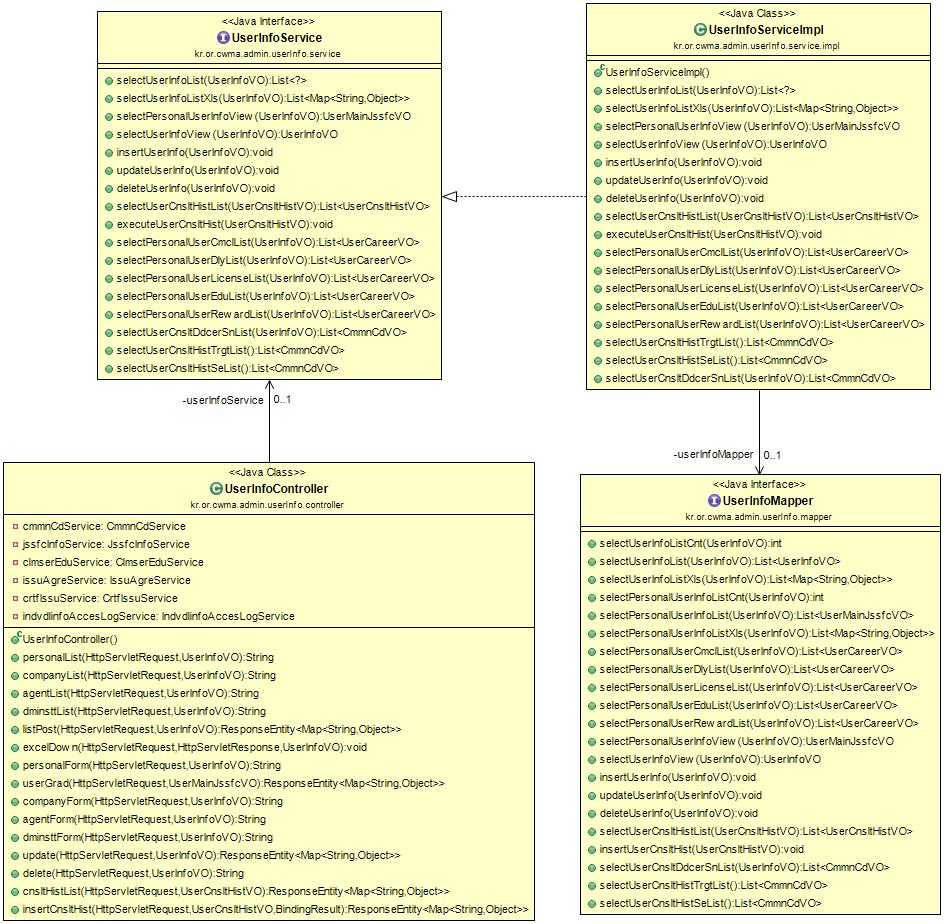 <<Java Interface>>
UserInfoService
kr.or.cwma.admin.userInfo.service
selectUserInfoList(UserInfoVO):List<?>
selectUserInfoListXls(UserInfoVO):List<Map<String,Object>>
selectPersonalUserInfoView(UserInfoVO):UserMainJssfcVO
selectUserInfoView(UserInfoVO):UserInfoVO
insertUserInfo(UserInfoVO):void
updateUserInfo(UserInfoVO):void
deleteUserInfo(UserInfoVO):void
selectUserCnsltHistList(UserCnsltHistVO):List<UserCnsltHistVO>
executeUserCnsltHist(UserCnsltHistVO):void
selectPersonalUserCmclList(UserInfoVO):List<UserCareerVO>
selectPersonalUserDlyList(UserInfoVO):List<UserCareerVO>
selectPersonalUserLicenseList(UserInfoVO):List<UserCareerVO>
selectPersonalUserEduList(UserInfoVO):List<UserCareerVO>
selectPersonalUserRewardList(UserInfoVO):List<UserCareerVO>
selectUserCnsltDdcerSnList(UserInfoVO):List<CmmnCdVO>
selectUserCnsltHistTrgtList():List<CmmnCdVO>
selectUserCnsltHistSeList():List<CmmnCdVO>
<<Java Class>>
UserInfoServiceImpl
kr.or.cwma.admin.userInfo.service.impl
UserInfoServiceImpl()
selectUserInfoList(UserInfoVO):List<?>
selectUserInfoListXls(UserInfoVO):List<Map<String,Object>>
selectPersonalUserInfoView(UserInfoVO):UserMainJssfcVO
selectUserInfoView(UserInfoVO):UserInfoVO
insertUserInfo(UserInfoVO):void
updateUserInfo(UserInfoVO):void
deleteUserInfo(UserInfoVO):void
selectUserCnsltHistList(UserCnsltHistVO):List<UserCnsltHistVO>
executeUserCnsltHist(UserCnsltHistVO):void
selectPersonalUserCmclList(UserInfoVO):List<UserCareerVO>
selectPersonalUserDlyList(UserInfoVO):List<UserCareerVO>
selectPersonalUserLicenseList(UserInfoVO):List<UserCareerVO>
selectPersonalUserEduList(UserInfoVO):List<UserCareerVO>
selectPersonalUserRewardList(UserInfoVO):List<UserCareerVO>
selectUserCnsltHistTrgtList():List<CmmnCdVO>
selectUserCnsltHistSeList():List<CmmnCdVO>
selectUserCnsltDdcerSnList(UserInfoVO):List<CmmnCdVO>
-userInfoService 0..1
-userInfoMapper 0..1
<<Java Class>>
UserInfoController
kr.or.cwma.admin.userInfo.controller
cmmnCdService: CmmnCdService
jssfcInfoService: JssfcInfoService
clmserEduService: ClmserEduService
issuAgreService: IssuAgreService
crtfIssuService: CrtfIssuService
indvdlinfoAccesLogService: IndvdlinfoAccesLogService
UserInfoController()
personalList(HttpServletRequest,UserInfoVO):String
companyList(HttpServletRequest,UserInfoVO):String
agentList(HttpServletRequest,UserInfoVO):String
dminsttList(HttpServletRequest,UserInfoVO):String
listPost(HttpServletRequest,UserInfoVO):ResponseEntity<Map<String,Object>>
excelDown(HttpServletRequest,HttpServletResponse,UserInfoVO):void
personalForm(HttpServletRequest,UserInfoVO):String
userGrad(HttpServletRequest,UserMainJssfcVO):ResponseEntity<Map<String,Object>>
companyForm(HttpServletRequest,UserInfoVO):String
agentForm(HttpServletRequest,UserInfoVO):String
dminsttForm(HttpServletRequest,UserInfoVO):String
update(HttpServletRequest,UserInfoVO):ResponseEntity<Map<String,Object>>
delete(HttpServletRequest,UserInfoVO):String
cnsltHistList(HttpServletRequest,UserCnsltHistVO):ResponseEntity<Map<String,Object>>
insertCnsltHist(HttpServletRequest,UserCnsltHistVO,BindingResult):ResponseEntity<Map<String,Object>>
<<Java Interface>>
UserInfoMapper
kr.or.cwma.admin.userInfo.mapper
selectUserInfoListCnt(UserInfoVO):int
selectUserInfoList(UserInfoVO):List<UserInfoVO>
selectUserInfoListXls(UserInfoVO):List<Map<String,Object>>
selectPersonalUserInfoListCnt(UserInfoVO):int
selectPersonalUserInfoList(UserInfoVO):List<UserMainJssfcVO>
selectPersonalUserInfoListXls(UserInfoVO):List<Map<String,Object>>
selectPersonalUserCmclList(UserInfoVO):List<UserCareerVO>
selectPersonalUserDlyList(UserInfoVO):List<UserCareerVO>
selectPersonalUserLicenseList(UserInfoVO):List<UserCareerVO>
selectPersonalUserEduList(UserInfoVO):List<UserCareerVO>
selectPersonalUserRewardList(UserInfoVO):List<UserCareerVO>
selectPersonalUserInfoView(UserInfoVO):UserMainJssfcVO
selectUserInfoView(UserInfoVO):UserInfoVO
insertUserInfo(UserInfoVO):void
updateUserInfo(UserInfoVO):void
deleteUserInfo(UserInfoVO):void
selectUserCnsltHistList(UserCnsltHistVO):List<UserCnsltHistVO>
insertUserCnsltHist(UserCnsltHistVO):void
selectUserCnsltDdcerSnList(UserInfoVO):List<CmmnCdVO>
selectUserCnsltHistTrgtList():List<CmmnCdVO>
selectUserCnsltHistSeList():List<CmmnCdVO>